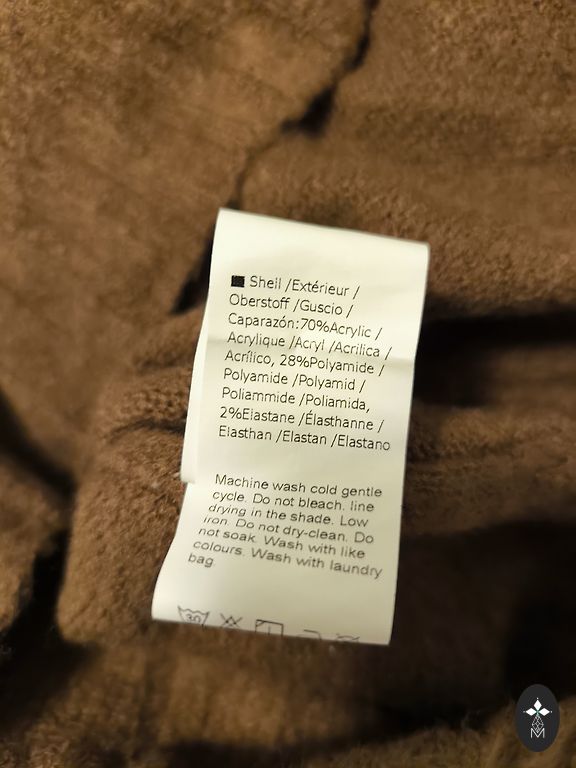 Shell /Extérieur /
Oberstoff /Guscio /
Caparazón:70%Acrylic /
Acrylique /Acryl /Acrilica /
Acrílico, 28%Polyamide /
Polyamide /Polyamid /
Poliammide /Poliamida,
2%Elastane /Élasthanne /
Elasthan /Elastan /Elastano
Machine wash cold gentle
cycle. Do not bleach. line
drying in the shade. Low
iron. Do not dry-clean. Do
not soak. Wash with like
colours. Wash with laundry
bag.
30
M